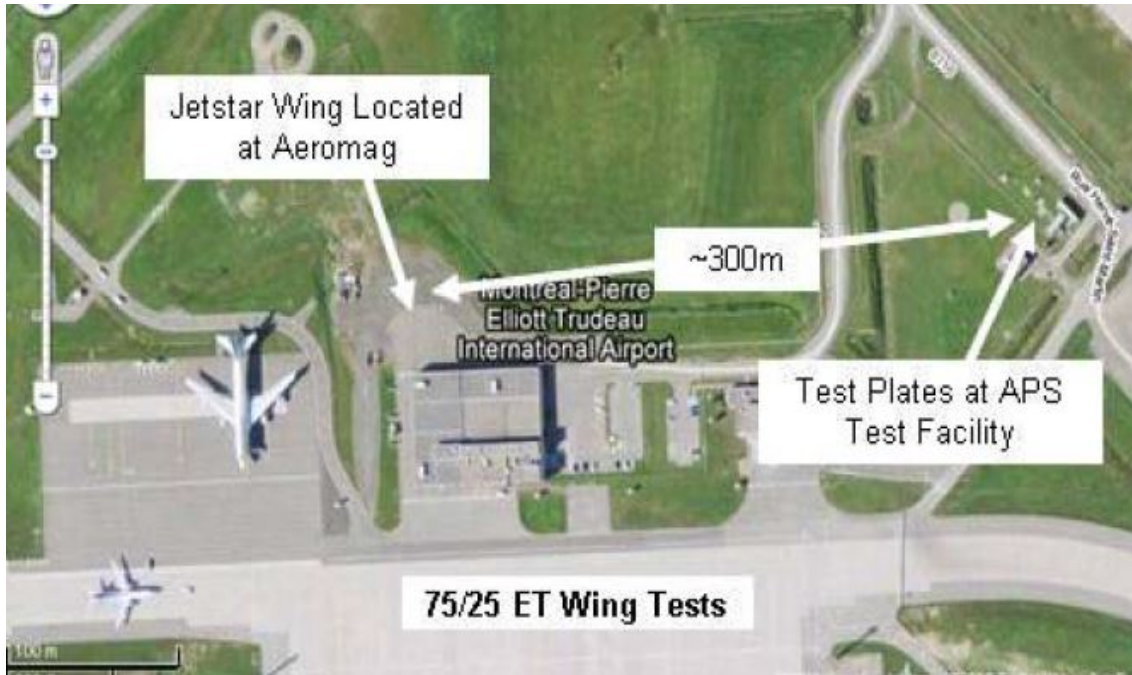 Jetstar Wing Located
at Aeromag
~300m
Montréal-Pierre
Elliott Trudeau
International Airport
Test Plates at APS
Test Facility
75/25 ET Wing Tests
100 m